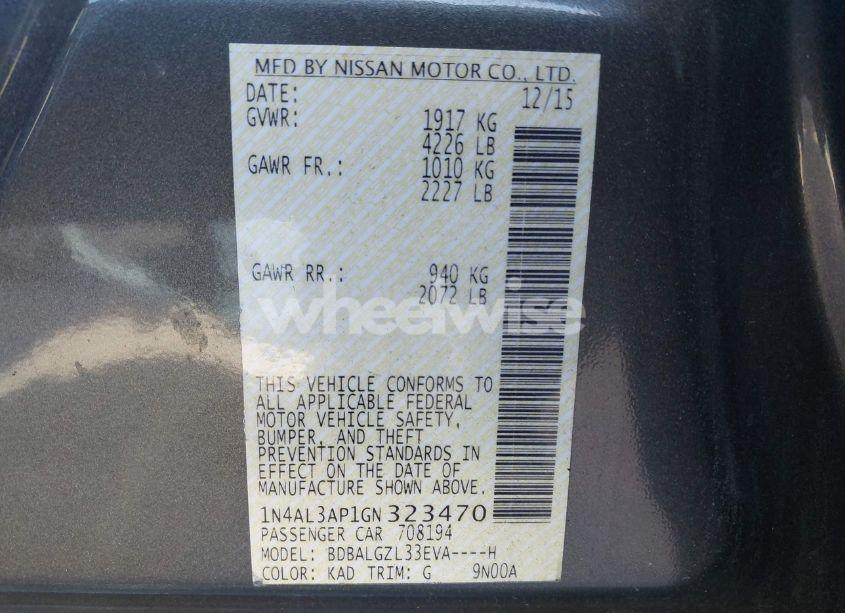 MFD BY NISSAN MOTOR CO., LTD.
DATE: 12/15
GVWR: 1917 KG
4226 LB
GAWR FR.: 1010 KG
2227 LB
GAWR RR.: 940 KG
2072 LB
wheelwise
THIS VEHICLE CONFORMS TO
ALL APPLICABLE FEDERAL
MOTOR VEHICLE SAFETY,
BUMPER, AND THEFT
PREVENTION STANDARDS IN
EFFECT ON THE DATE OF
MANUFACTURE SHOWN ABOVE.
1N4AL3AP1GN323470
PASSENGER CAR 708194
MODEL: BDBALGZL33EVA----H
COLOR: KAD TRIM: G 9N00A